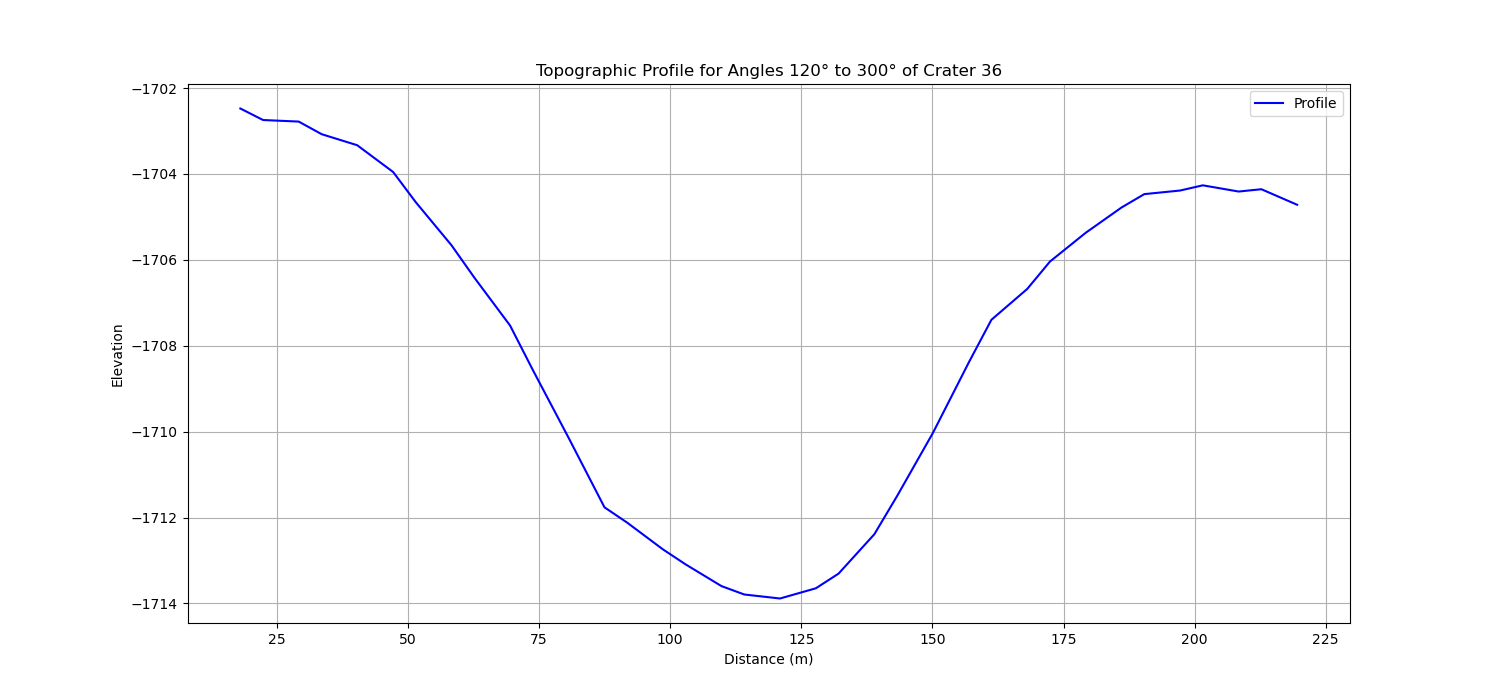 Topographic Profile for Angles 120° to 300° of Crater 36
Profile
−1702
−1704
−1706
−1708
−1710
−1712
−1714
Elevation
25 50 75 100 125 150 175 200 225
Distance (m)